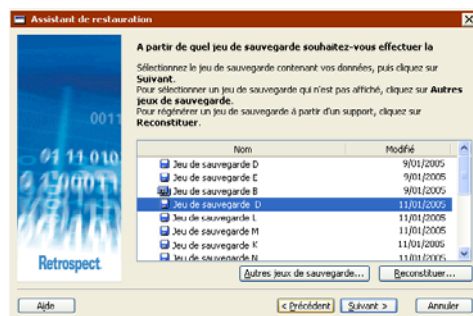 Assistant de restauration
A partir de quel jeu de sauvegarde souhaitez-vous effectuer la
Sélectionnez le jeu de sauvegarde contenant vos données, puis cliquez sur
Suivant.
Pour sélectionner un jeu de sauvegarde qui n'est pas affiché, cliquez sur Autres
jeux de sauvegarde.
Pour régénérer un jeu de sauvegarde à partir d'un support, cliquez sur
Reconstituer.
Nom Modifié
Jeu de sauvegarde D 9/01/2005
Jeu de sauvegarde E 9/01/2005
Jeu de sauvegarde B 9/01/2005
Jeu de sauvegarde D 11/01/2005
Jeu de sauvegarde L 11/01/2005
Jeu de sauvegarde M 11/01/2005
Jeu de sauvegarde K 11/01/2005
Jeu de sauvegarde N 11/01/2005
Retrospect
Autres jeux de sauvegarde... Reconstituer...
Aide < Précédent Suivant > Annuler